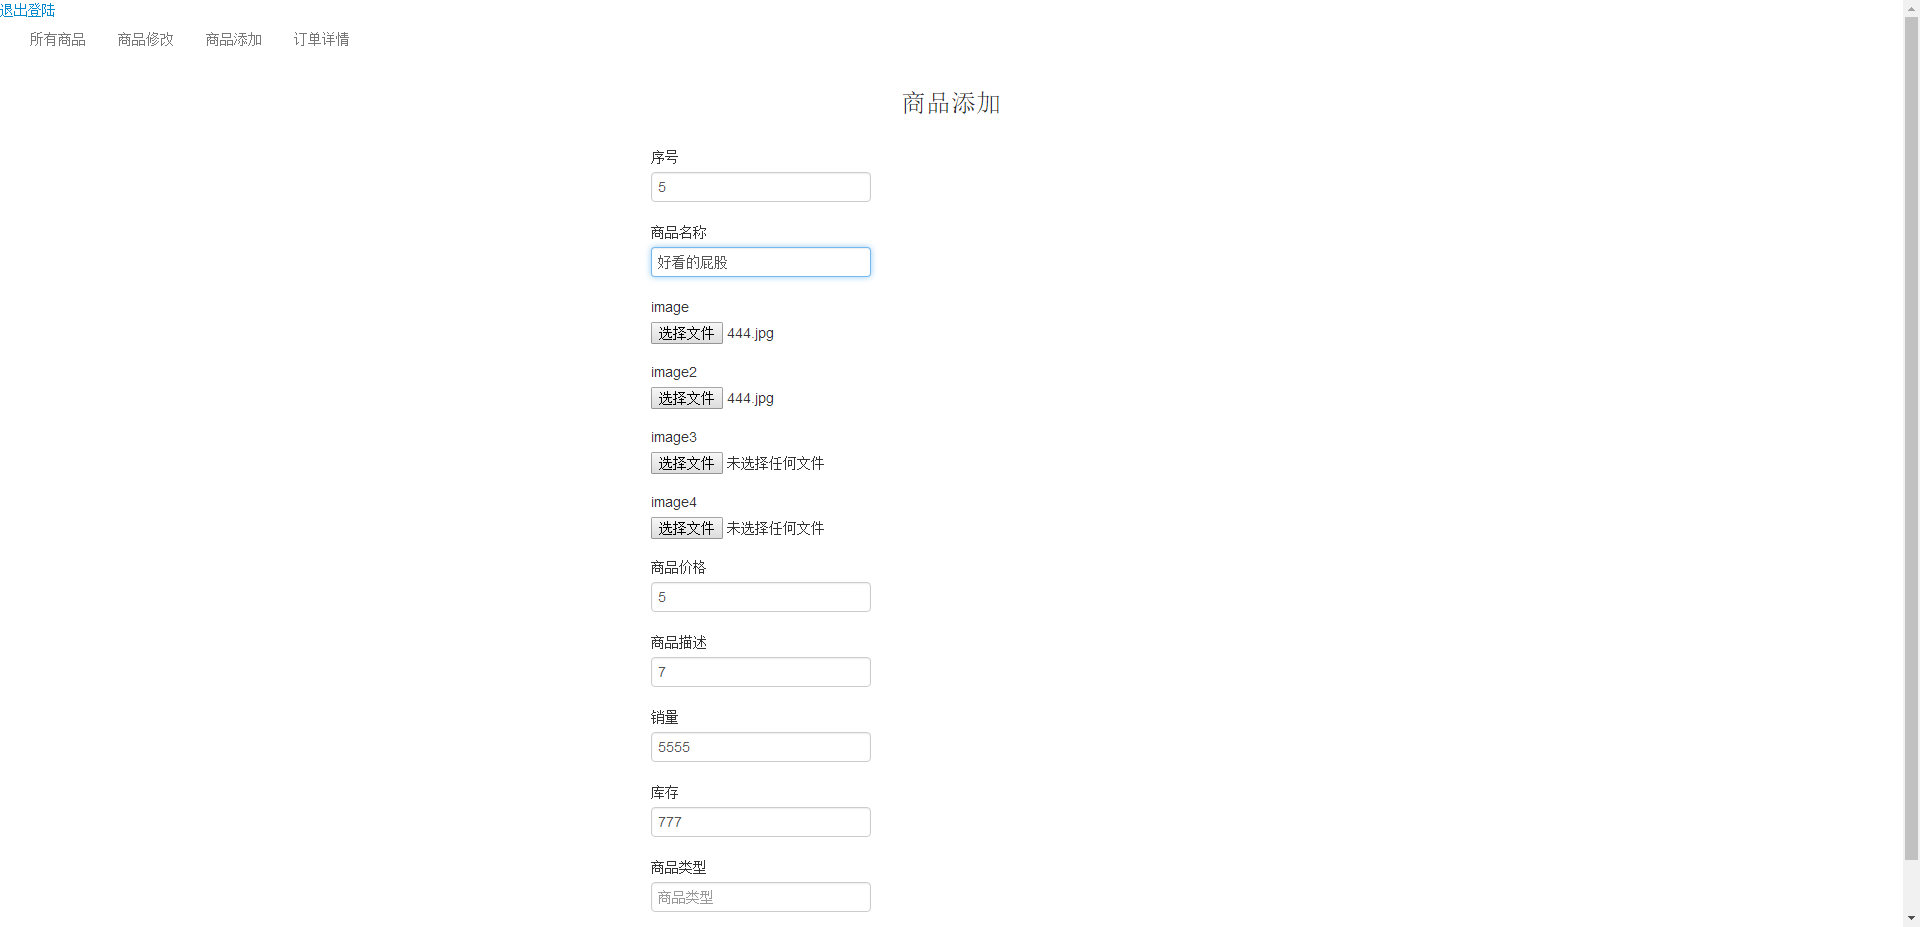 退出登陆
所有商品 商品修改 商品添加 订单详情
商品添加
序号
5
商品名称
好看的屁股
image
选择文件 444.jpg
image2
选择文件 444.jpg
image3
选择文件 未选择任何文件
image4
选择文件 未选择任何文件
商品价格
5
商品描述
7
销量
5555
库存
777
商品类型
商品类型